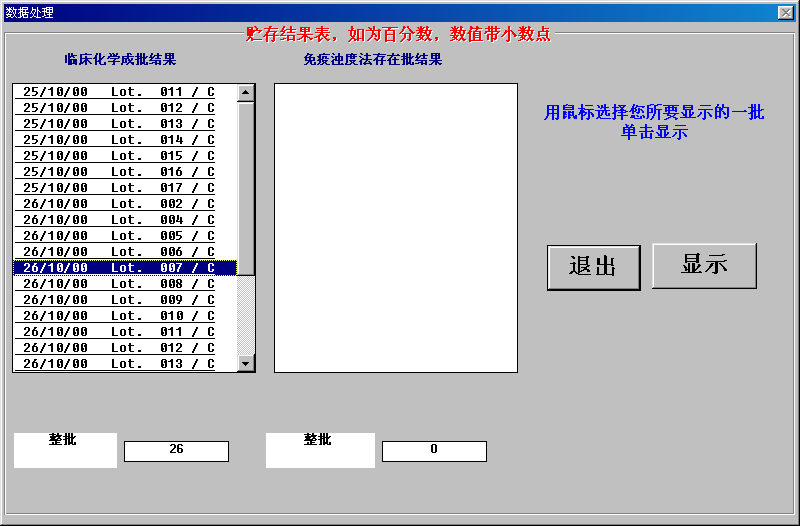 数据处理
贮存结果表，如为百分数，数值带小数点
临床化学成批结果
免疫浊度法存在批结果
25/10/00 Lot. 011 / C
25/10/00 Lot. 012 / C
25/10/00 Lot. 013 / C
25/10/00 Lot. 014 / C
25/10/00 Lot. 015 / C
25/10/00 Lot. 016 / C
25/10/00 Lot. 017 / C
26/10/00 Lot. 002 / C
26/10/00 Lot. 004 / C
26/10/00 Lot. 005 / C
26/10/00 Lot. 006 / C
26/10/00 Lot. 007 / C
26/10/00 Lot. 008 / C
26/10/00 Lot. 009 / C
26/10/00 Lot. 010 / C
26/10/00 Lot. 011 / C
26/10/00 Lot. 012 / C
26/10/00 Lot. 013 / C
用鼠标选择您所要显示的一批
单击显示
退出
显示
整批
26
整批
0